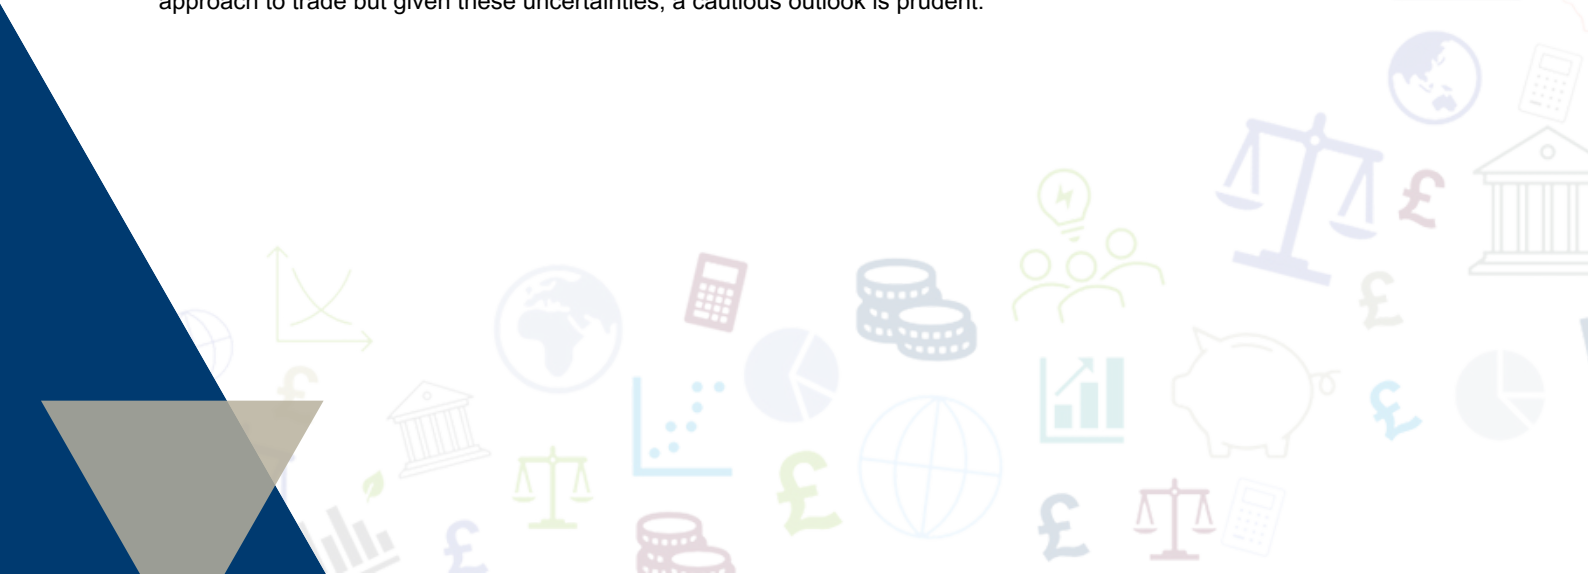 approach to trade but given these uncertainties, a cautious outlook is prudent.